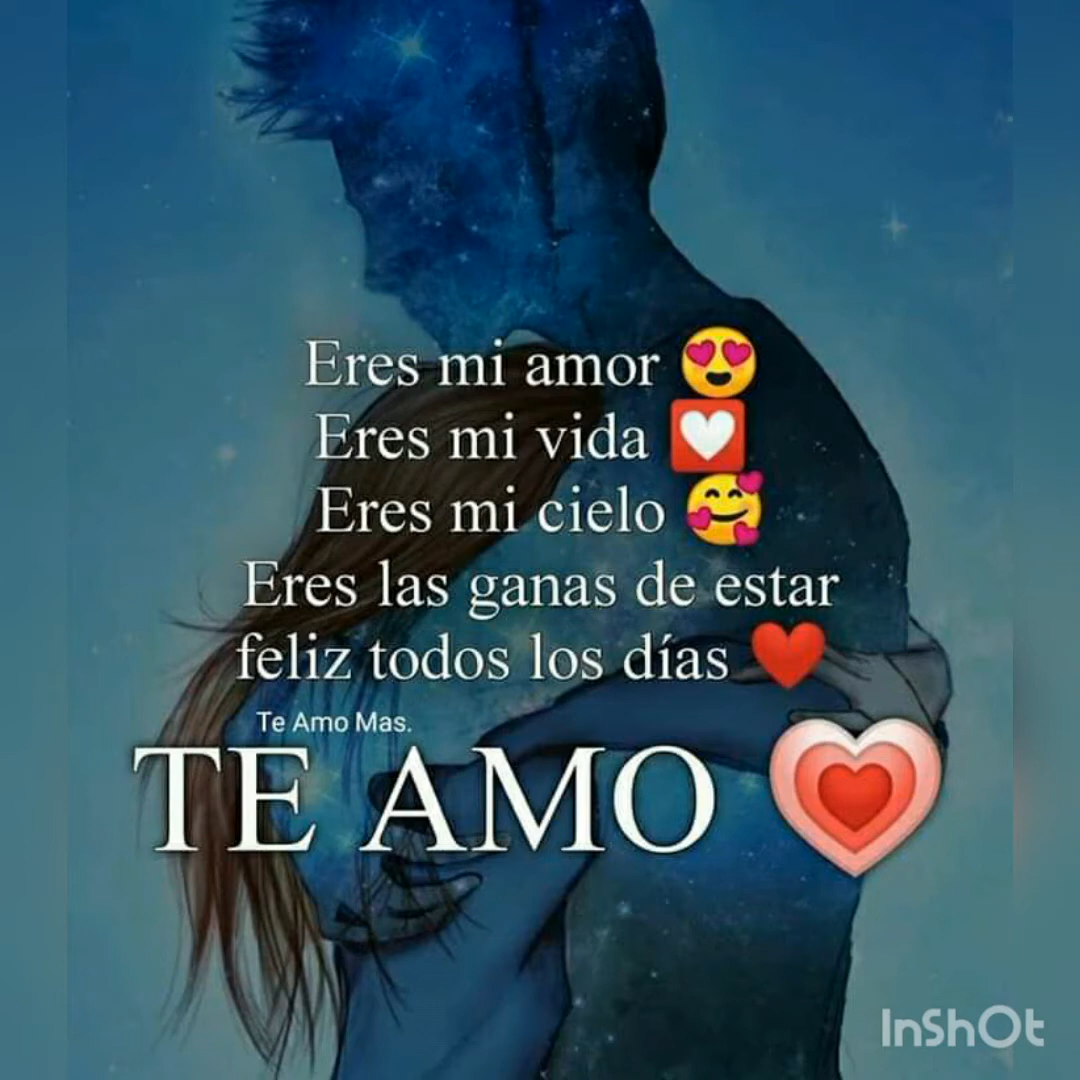 Eres mi amor 😍
Eres mi vida 💟
Eres mi cielo 🥰
Eres las ganas de estar
feliz todos los días ❤️
Te Amo Mas.
TE AMO 💗
InShOt